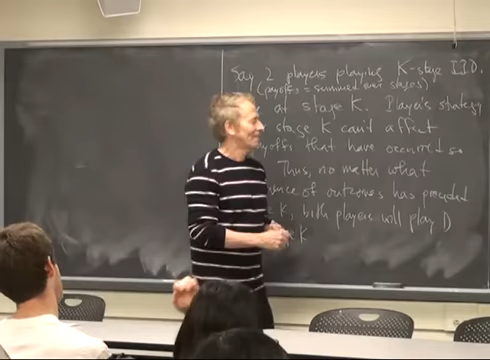 Say 2 players playing K-stage I.P.D.
(payoffs = summed over stages)
at stage K. Player's strategy
stage K can't affect
offs that have occurred so
Thus, no matter what
ence of outcomes has preceded
K, both players will play D
K